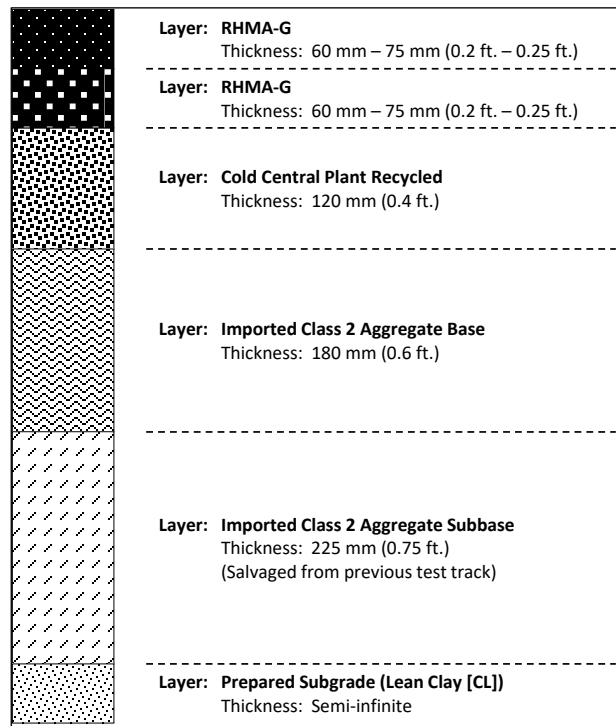 Layer: RHMA-G
Thickness: 60 mm – 75 mm (0.2 ft. – 0.25 ft.)
Layer: RHMA-G
Thickness: 60 mm – 75 mm (0.2 ft. – 0.25 ft.)
Layer: Cold Central Plant Recycled
Thickness: 120 mm (0.4 ft.)
Layer: Imported Class 2 Aggregate Base
Thickness: 180 mm (0.6 ft.)
Layer: Imported Class 2 Aggregate Subbase
Thickness: 225 mm (0.75 ft.)
(Salvaged from previous test track)
Layer: Prepared Subgrade (Lean Clay [CL])
Thickness: Semi-infinite